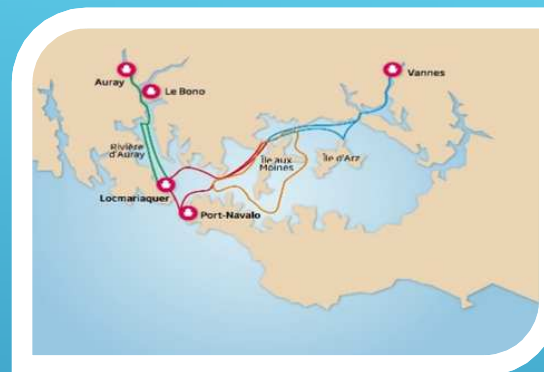 Auray
Le Bono
Vannes
Rivière
d'Auray
Île aux
Moines
Île d'Arz
Locmariaquer
Port-Navalo